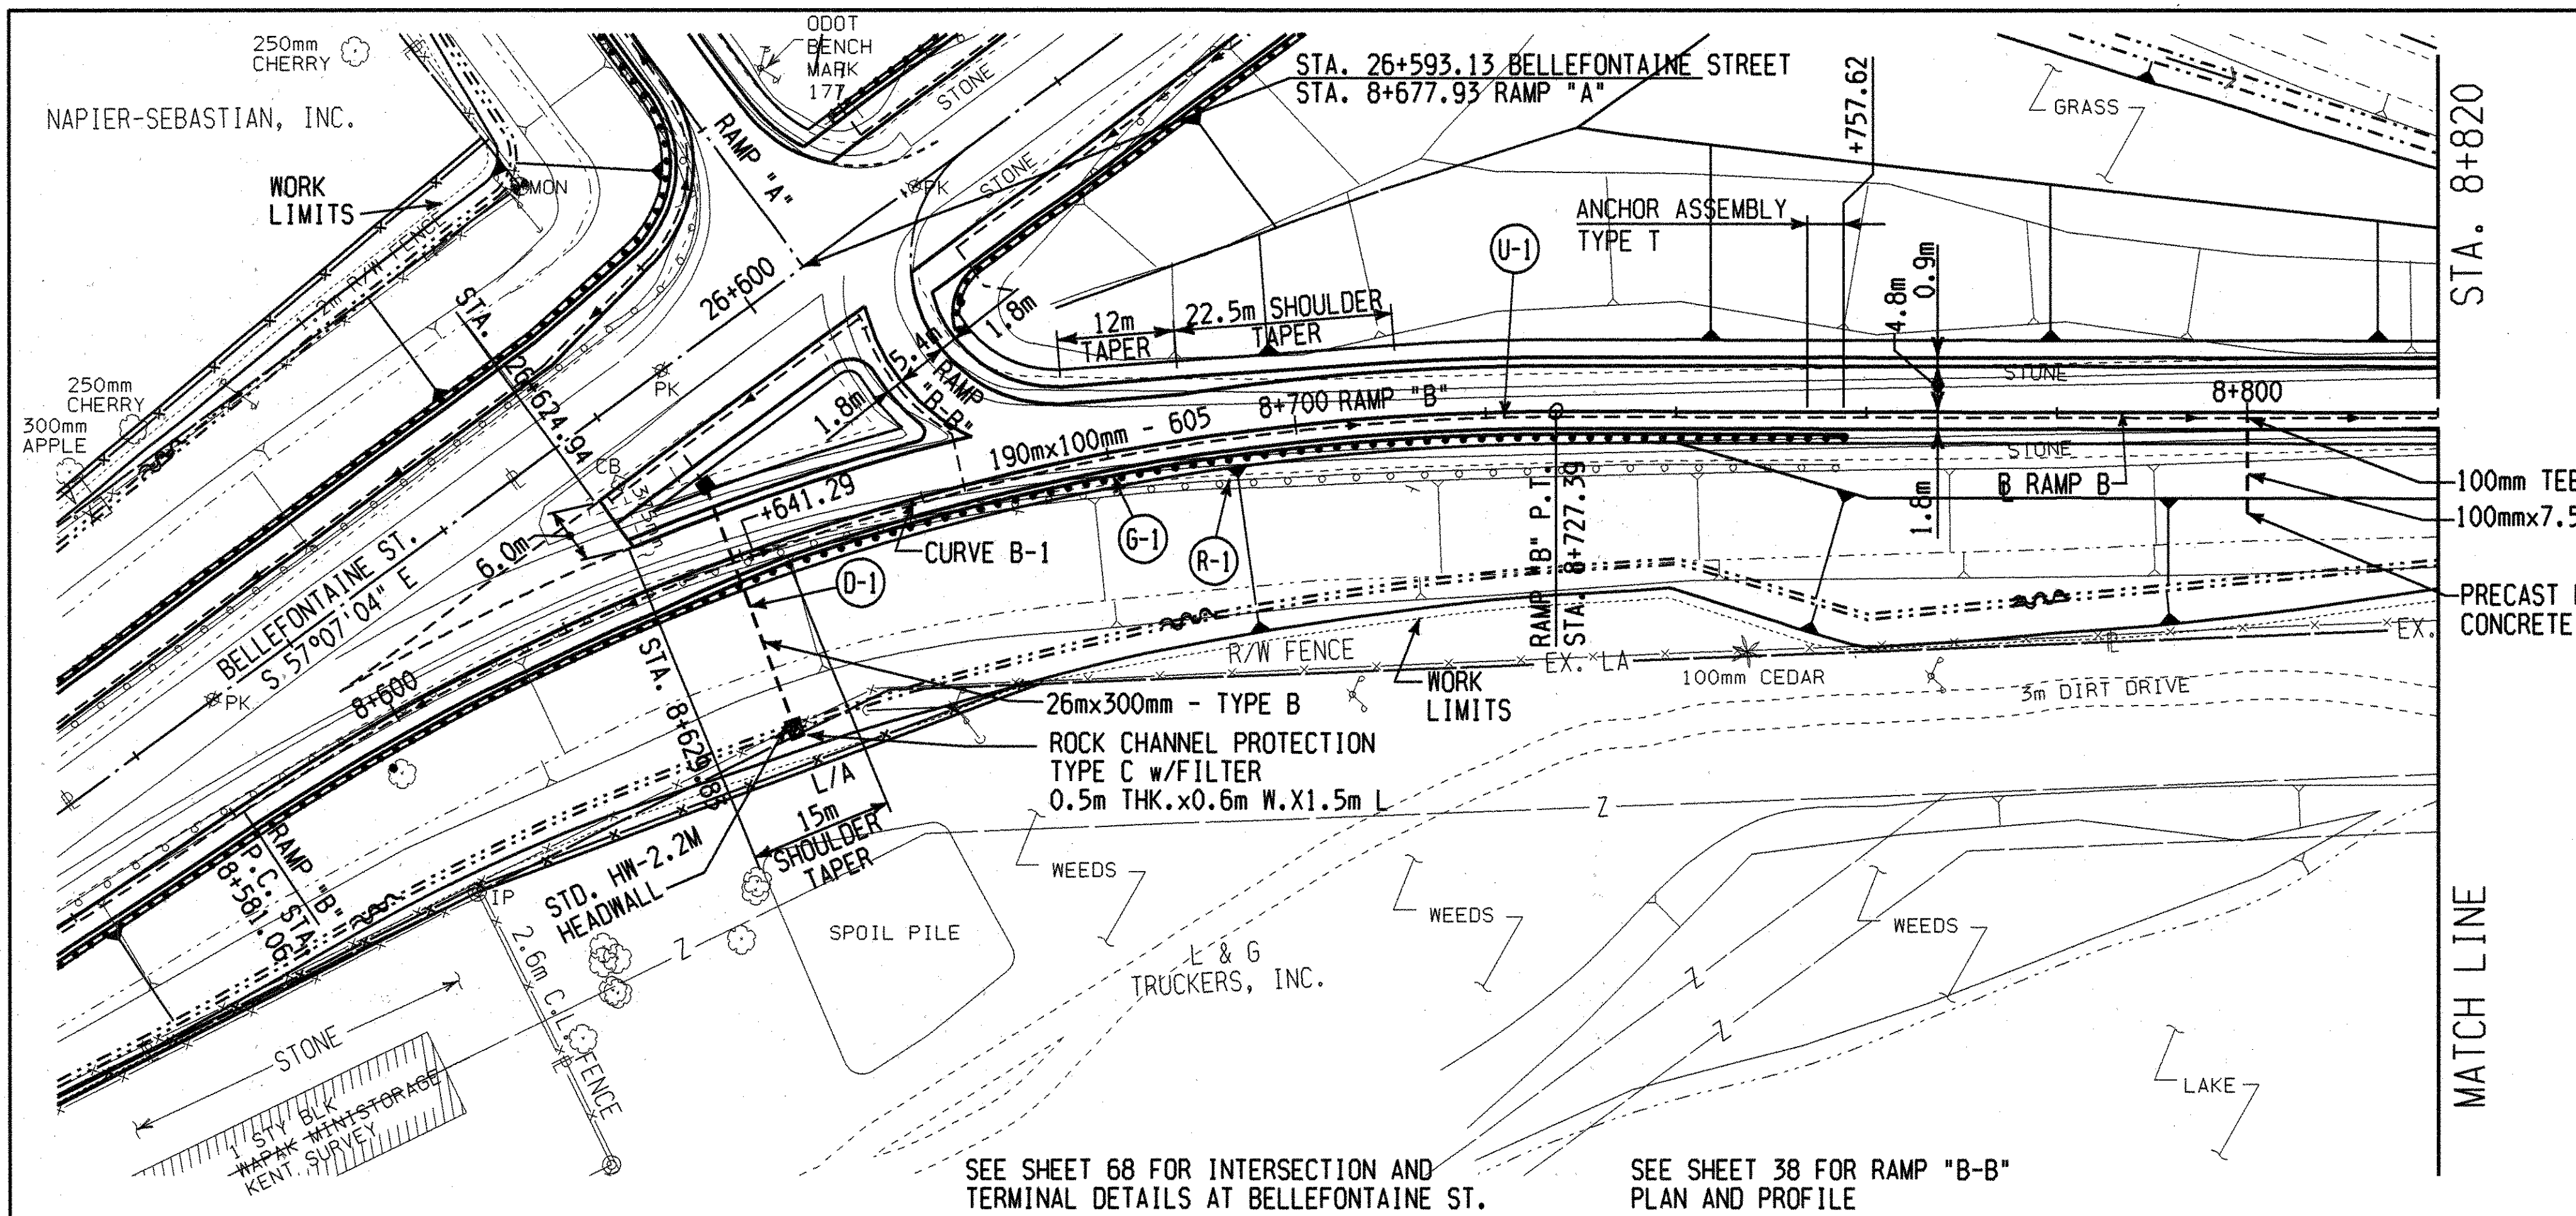 250mm
CHERRY
ODOT
BENCH
MARK
177
STONE
STA. 26+593.13 BELLEFONTAINE STREET
STA. 8+677.93 RAMP "A"
+757.62
GRASS
STA. 8+820
NAPIER-SEBASTIAN, INC.
WORK
LIMITS
MON
RAMP "A"
PK
STONE
1.2m R/W FENCE
ANCHOR ASSEMBLY
TYPE T
U-1
4.8m
0.9m
STA. 26+624.94
26+600
1.8m
12m
TAPER
22.5m SHOULDER
TAPER
5.4m
RAMP
"B-B"
PK
1.8m
250mm
CHERRY
300mm
APPLE
STONE
8+800
190mx100mm - 605
8+700 RAMP "B"
STONE
CB
+641.29
6.0m
CURVE B-1
G-1
R-1
D-1
RAMP "B" P.T.
STA. 8+727.39
1.8m
B RAMP B
100mm TEE
100mmx7.5
PRECAST
CONCRETE
BELLEFONTAINE ST.
S 57°07'04" E
PK
8+600
STA. 8+629.85
R/W FENCE
EX. LA
EX.
100mm CEDAR
3m DIRT DRIVE
WORK
LIMITS
26mx300mm - TYPE B
ROCK CHANNEL PROTECTION
TYPE C w/FILTER
0.5m THK.x0.6m W.X1.5m L
L/A
15m
SHOULDER
TAPER
RAMP "B"
P.C. STA.
8+581.06
IP
STD. HW-2.2M
HEADWALL
2.6m C.L. FENCE
SPOIL PILE
WEEDS
WEEDS
WEEDS
L & G
TRUCKERS, INC.
LAKE
MATCH LINE
STONE
1 STY BLK
WAPAK MINISTORAGE
KENT. SURVEY
SEE SHEET 68 FOR INTERSECTION AND
TERMINAL DETAILS AT BELLEFONTAINE ST.
SEE SHEET 38 FOR RAMP "B-B"
PLAN AND PROFILE